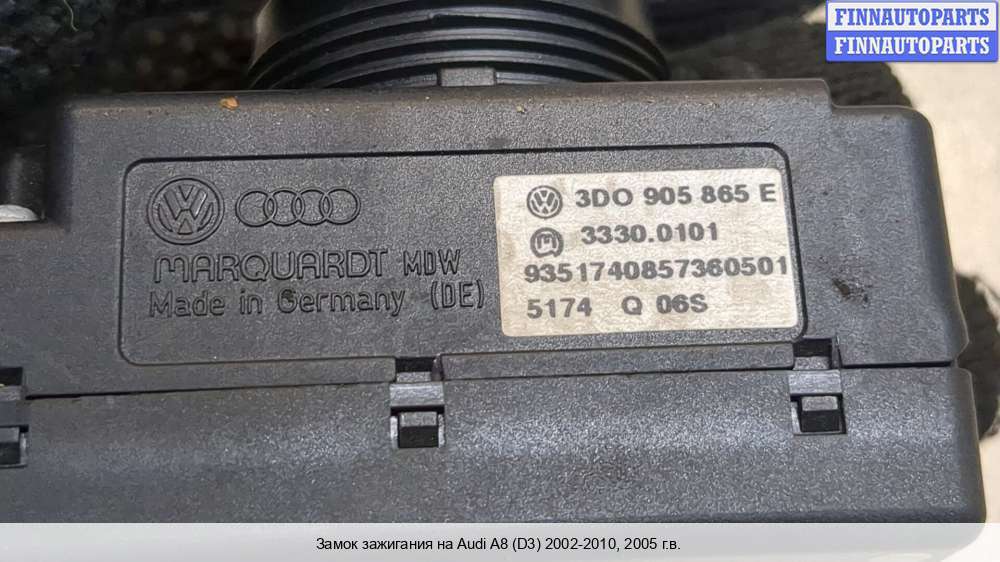 FINNAUTOPARTS
FINNAUTOPARTS
MARQUARDT MDW
Made in Germany (DE)
3D0 905 865 E
3330.0101
9351740857360501
5174 Q 06S
Замок зажигания на Audi A8 (D3) 2002-2010, 2005 г.в.